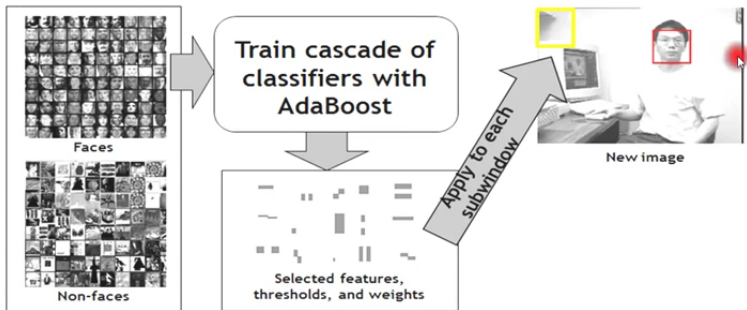 Faces
Non-faces
Train cascade of
classifiers with
AdaBoost
Selected features,
thresholds, and weights
Apply to each
subwindow
New image